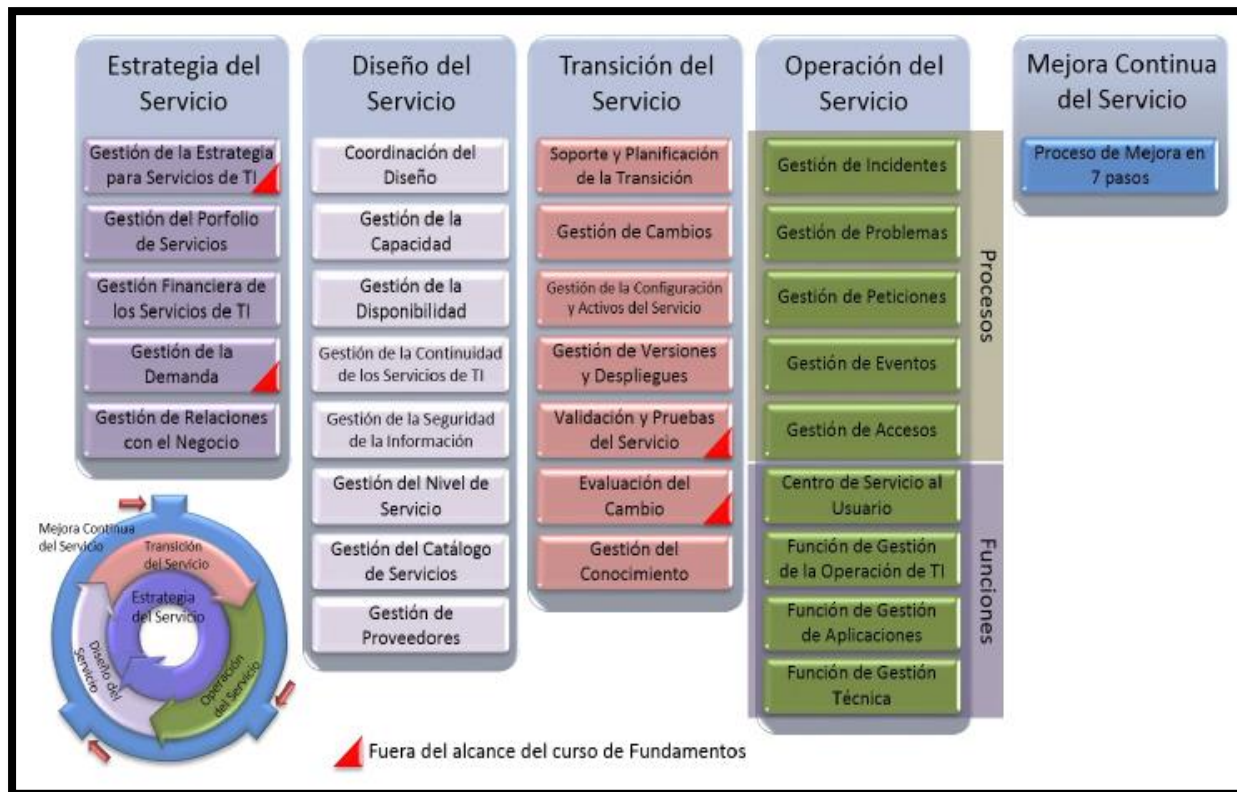 Estrategia del
Servicio
Gestión de la Estrategia
para Servicios de TI
Gestión del Porfolio
de Servicios
Gestión Financiera de
los Servicios de TI
Gestión de la
Demanda
Gestión de Relaciones
con el Negocio
Diseño del
Servicio
Coordinación del
Diseño
Gestión de la
Capacidad
Gestión de la
Disponibilidad
Gestión de la Continuidad
de los Servicios de TI
Gestión de la Seguridad
de la Información
Gestión del Nivel de
Servicio
Gestión del Catálogo
de Servicios
Gestión de
Proveedores
Transición del
Servicio
Soporte y Planificación
de la Transición
Gestión de Cambios
Gestión de la Configuración
y Activos del Servicio
Gestión de Versiones
y Despliegues
Validación y Pruebas
del Servicio
Evaluación del
Cambio
Gestión del
Conocimiento
Operación del
Servicio
Gestión de Incidentes
Gestión de Problemas
Gestión de Peticiones
Gestión de Eventos
Gestión de Accesos
Procesos
Centro de Servicio al
Usuario
Función de Gestión
de la Operación de TI
Función de Gestión
de Aplicaciones
Función de Gestión
Técnica
Funciones
Mejora Continua
del Servicio
Proceso de Mejora en
7 pasos
Mejora Continua
del Servicio
Transición
del Servicio
Estrategia
del Servicio
Diseño del
Servicio
Operación
del Servicio
Fuera del alcance del curso de Fundamentos